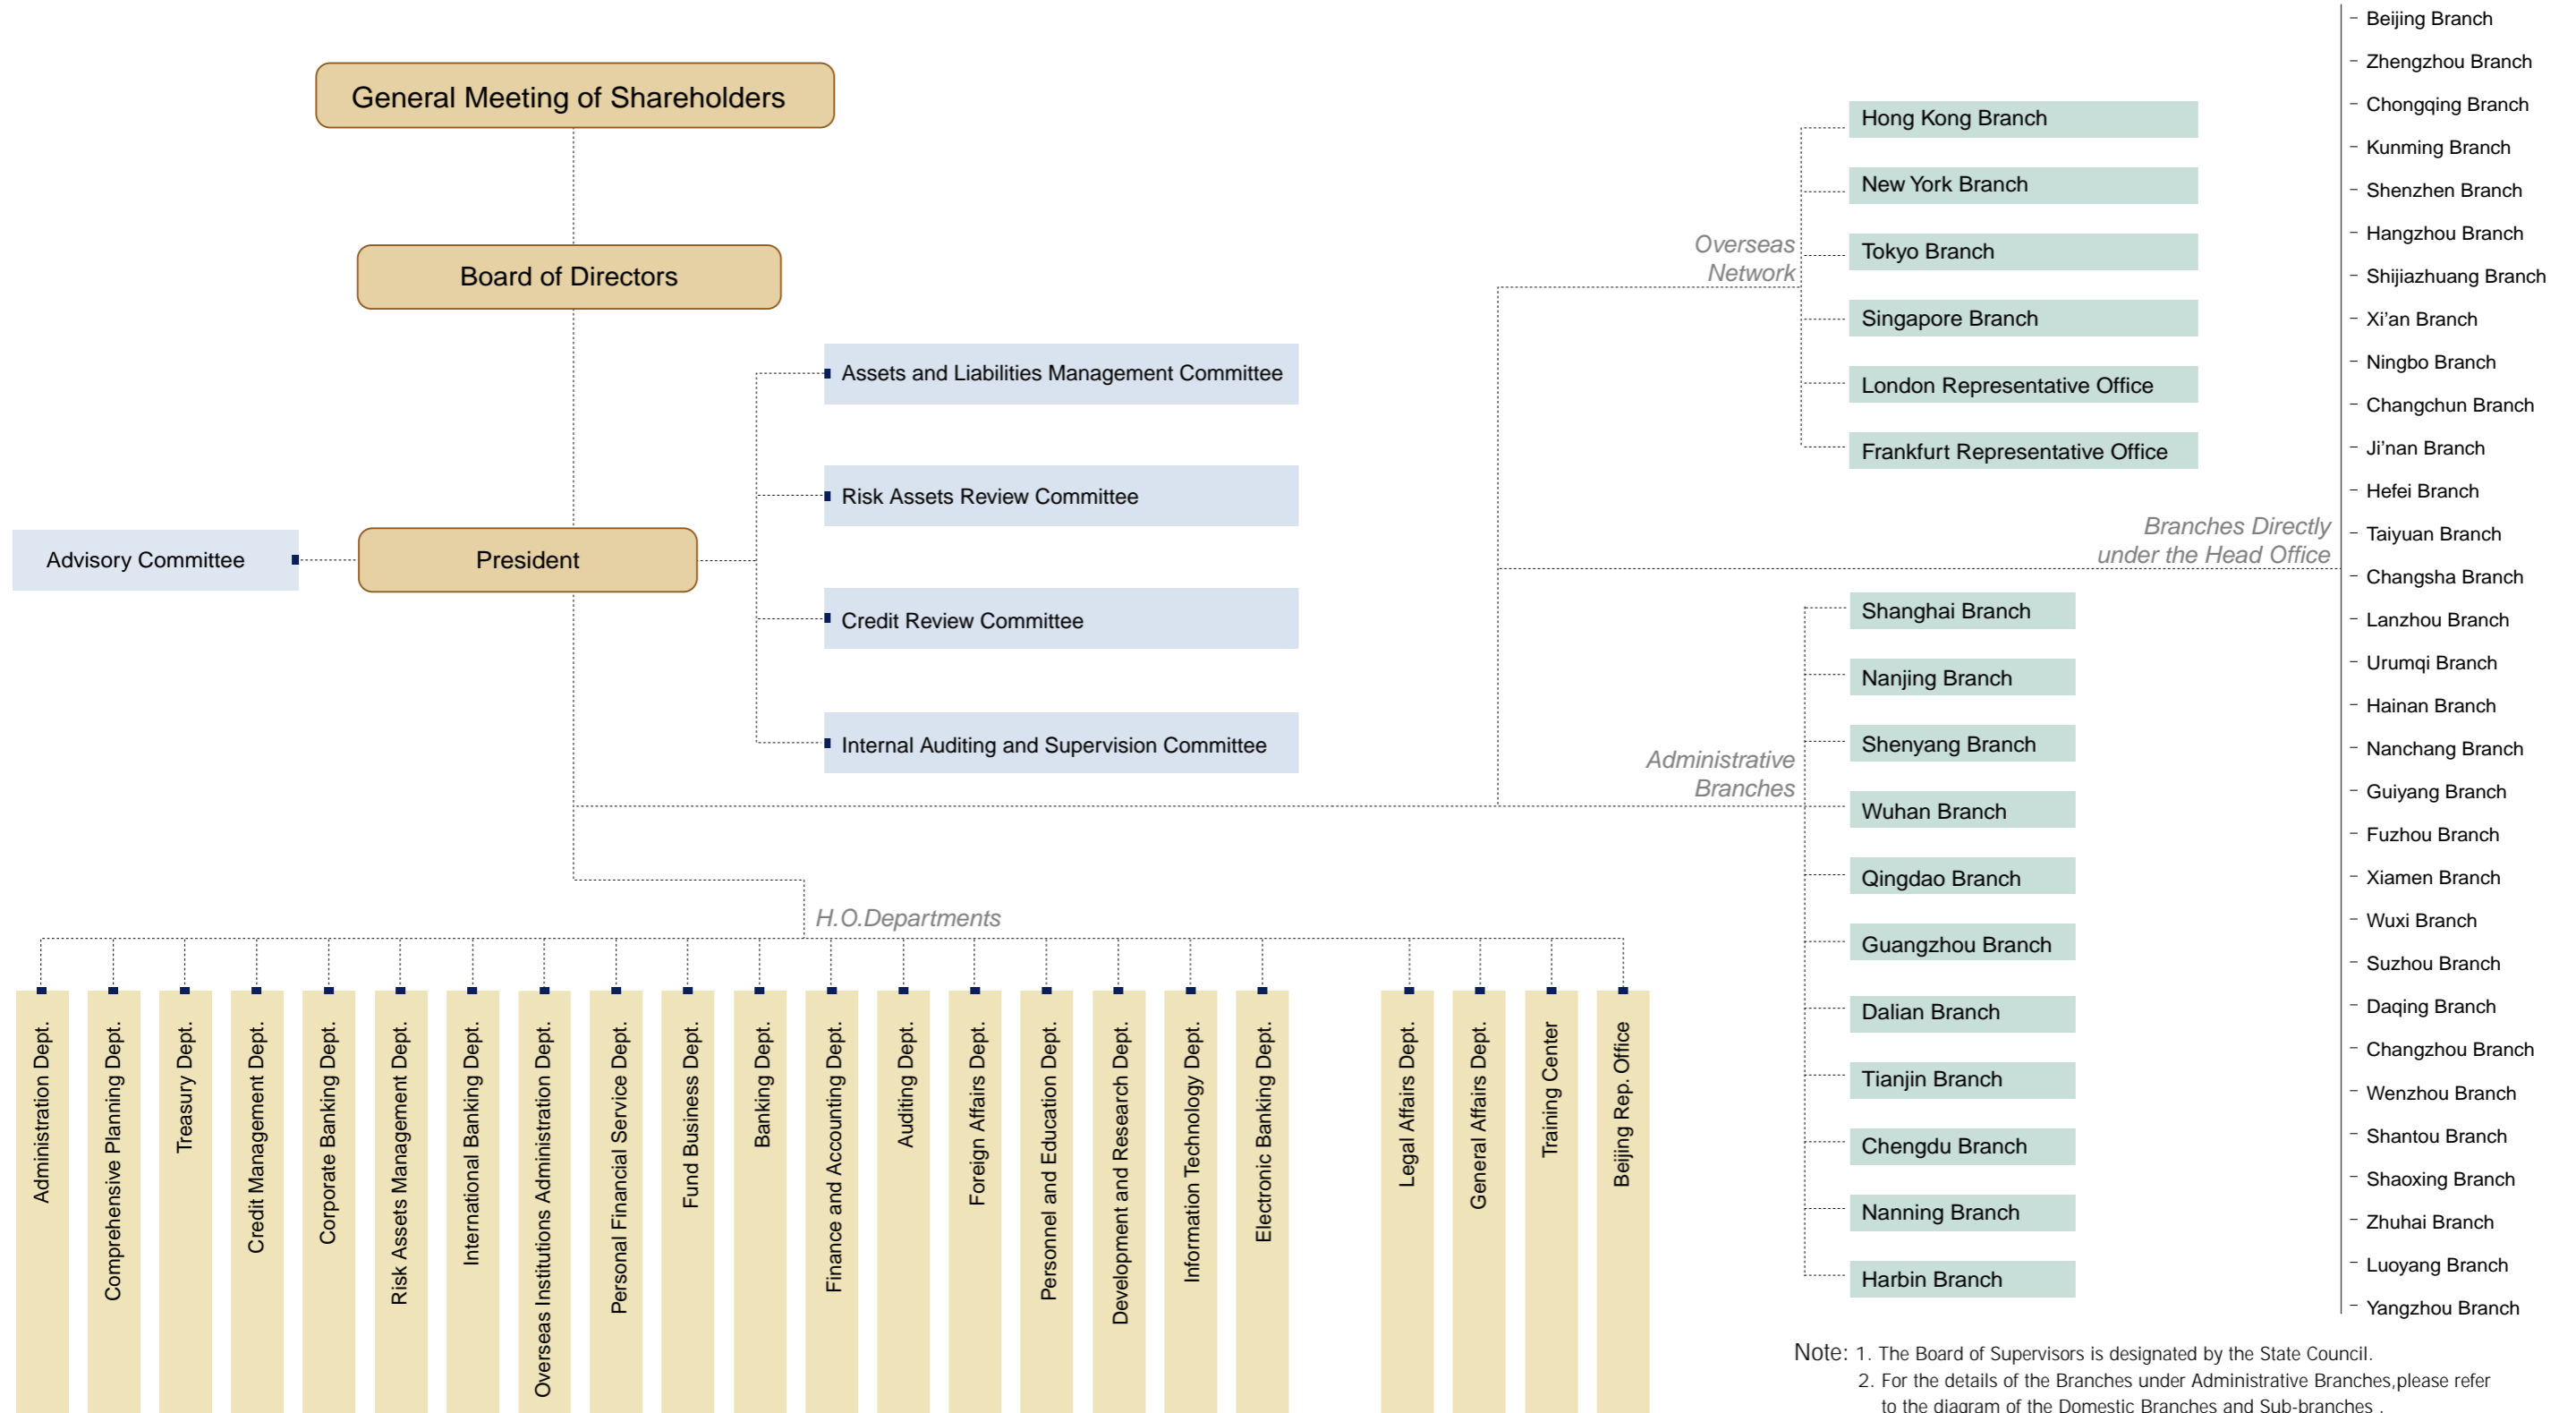 General Meeting of Shareholders
Board of Directors
Assets and Liabilities Management Committee
Risk Assets Review Committee
Advisory Committee
President
Credit Review Committee
Internal Auditing and Supervision Committee
H.O.Departments
Administration Dept.
Comprehensive Planning Dept.
Treasury Dept.
Credit Management Dept.
Corporate Banking Dept.
Risk Assets Management Dept.
International Banking Dept.
Overseas Institutions Administration Dept.
Personal Financial Service Dept.
Fund Business Dept.
Banking Dept.
Finance and Accounting Dept.
Auditing Dept.
Foreign Affairs Dept.
Personnel and Education Dept.
Development and Research Dept.
Information Technology Dept.
Electronic Banking Dept.
Legal Affairs Dept.
General Affairs Dept.
Training Center
Beijing Rep. Office
Overseas
Network
Hong Kong Branch
New York Branch
Tokyo Branch
Singapore Branch
London Representative Office
Frankfurt Representative Office
Administrative
Branches
Shanghai Branch
Nanjing Branch
Shenyang Branch
Wuhan Branch
Qingdao Branch
Guangzhou Branch
Dalian Branch
Tianjin Branch
Chengdu Branch
Nanning Branch
Harbin Branch
Branches Directly
under the Head Office
Beijing Branch
Zhengzhou Branch
Chongqing Branch
Kunming Branch
Shenzhen Branch
Hangzhou Branch
Shijiazhuang Branch
Xi’an Branch
Ningbo Branch
Changchun Branch
Ji’nan Branch
Hefei Branch
Taiyuan Branch
Changsha Branch
Lanzhou Branch
Urumqi Branch
Hainan Branch
Nanchang Branch
Guiyang Branch
Fuzhou Branch
Xiamen Branch
Wuxi Branch
Suzhou Branch
Daqing Branch
Changzhou Branch
Wenzhou Branch
Shantou Branch
Shaoxing Branch
Zhuhai Branch
Luoyang Branch
Yangzhou Branch
Note: 1. The Board of Supervisors is designated by the State Council.
2. For the details of the Branches under Administrative Branches,please refer
to the diagram of the Domestic Branches and Sub-branches .